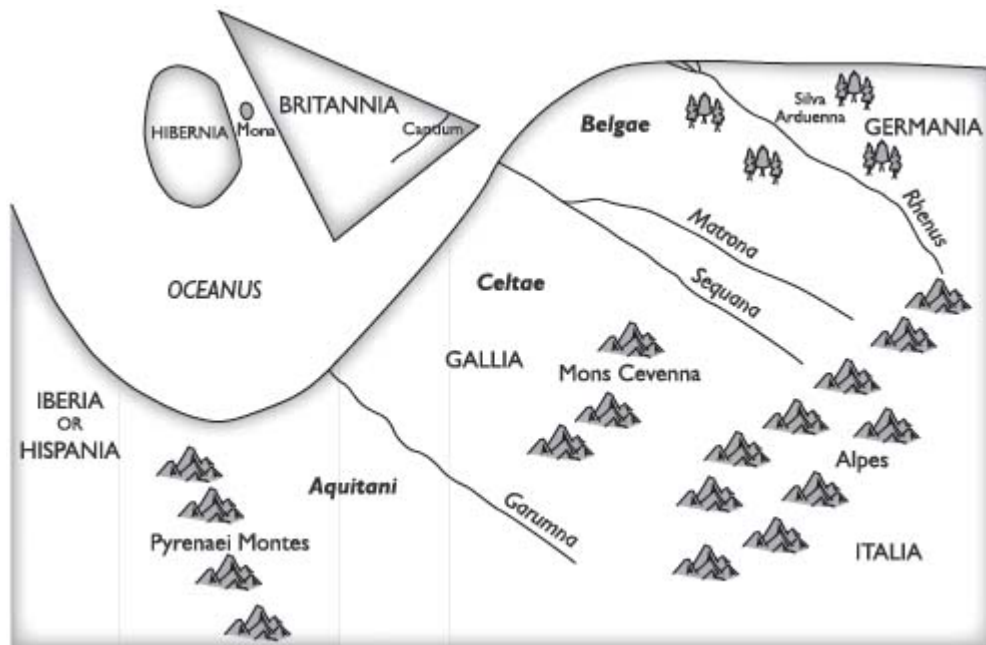 BRITANNIA
HIBERNIA
Mona
Candum
Belgae
Silva
Arduenna
GERMANIA
Rhenus
Matrona
Sequana
OCEANUS
Celtae
GALLIA
Mons Cevenna
IBERIA
OR
HISPANIA
Aquitani
Alpes
Garumna
Pyrenaei Montes
ITALIA